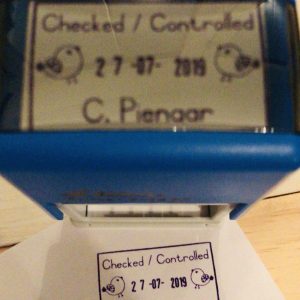 Checked / Controlled
2 7 -07- 2019
C. Pienaar
Checked / Controlled
2 7 -07- 2019